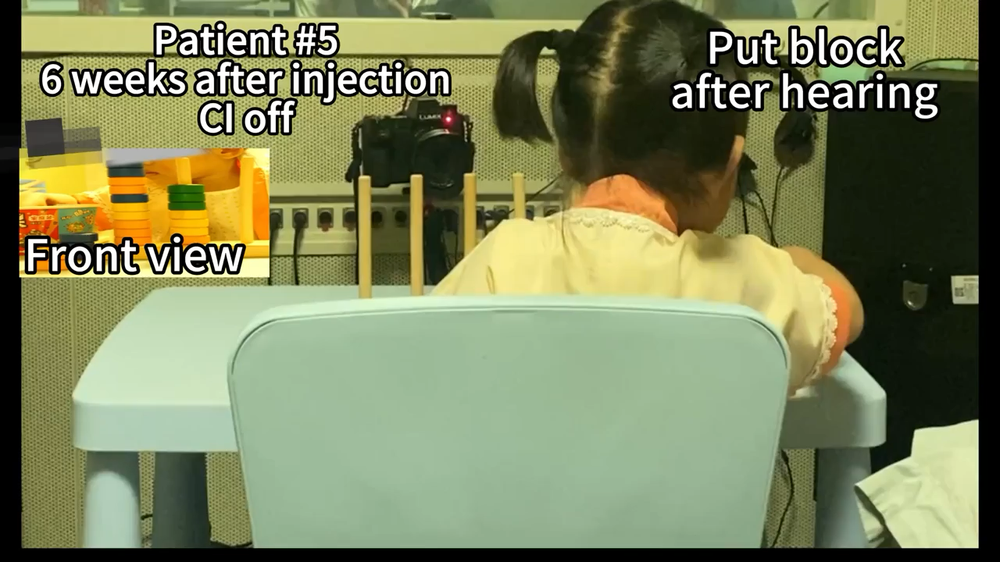 Patient #5
6 weeks after injection
CI off
Put block
after hearing
LUMIX
Front view